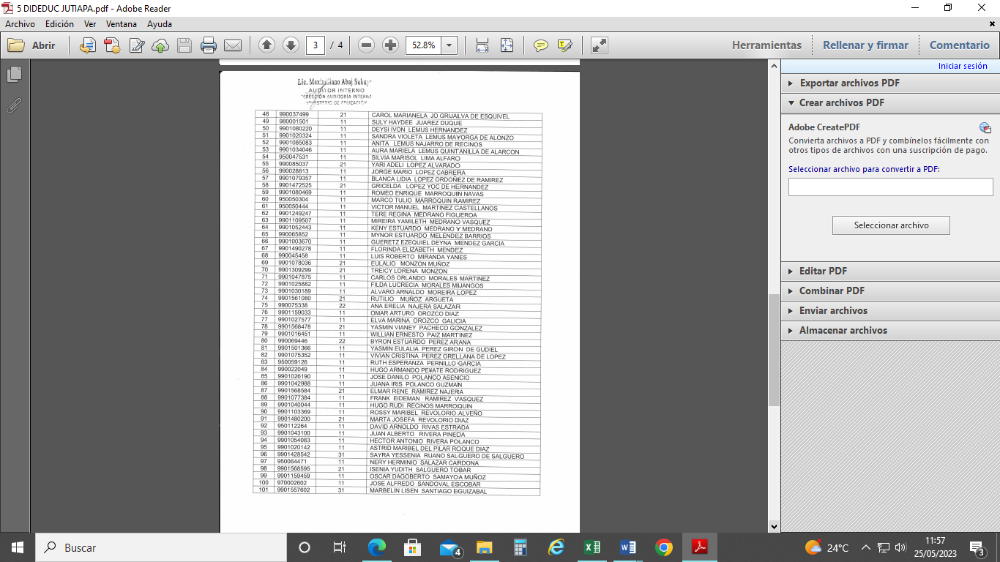 5 DIDEDUC JUTIAPA.pdf - Adobe Reader
Archivo Edición Ver Ventana Ayuda
Abrir 3 / 4 52.8% Herramientas Rellenar y firmar Comentario
Iniciar sesión
Exportar archivos PDF
Crear archivos PDF
Adobe CreatePDF
Convierta archivos a PDF y combínelos fácilmente con
otros tipos de archivos con una suscripción de pago.
Seleccionar archivo para convertir a PDF:
Seleccionar archivo
Editar PDF
Combinar PDF
Enviar archivos
Almacenar archivos
Lic. Maximiliano Abaj Subuy
AUDITOR INTERNO
DIRECCIÓN AUDITORÍA INTERNA
MINISTERIO DE EDUCACIÓN
48 990037499 21 CAROL MARIANELA JO GRIJALVA DE ESQUIVEL
49 980001501 11 SULY HAYDEE JUAREZ DUQUE
50 9901080220 11 DEYSI IVON LEMUS HERNANDEZ
51 9901020324 11 SANDRA VIOLETA LEMUS MAYORGA DE ALONZO
52 9901085083 11 ANITA LEMUS NAJARRO DE RECINOS
53 9901034046 11 AURA MARIELA LEMUS QUINTANILLA DE ALARCON
54 950047531 11 SILVIA MARISOL LIMA ALFARO
55 990085037 21 YARI ADELI LOPEZ ALVARADO
56 990028813 11 JORGE MARIO LOPEZ CABRERA
57 9901079357 11 BLANCA LIDIA LOPEZ ORDOÑEZ DE RAMIREZ
58 9901472525 21 GRICELDA LOPEZ YOC DE HERNANDEZ
59 9901080469 11 ROMEO ENRIQUE MARROQUIN NAVAS
60 950050304 11 MARCO TULIO MARROQUIN RAMIREZ
61 950050444 11 VICTOR MANUEL MARTINEZ CASTELLANOS
62 9901249247 11 TERE REGINA MEDRANO FIGUEROA
63 9901109507 11 MIREIRA YAMILETH MEDRANO VASQUEZ
64 9901052443 11 KENY ESTUARDO MEDRANO Y MEDRANO
65 990065852 11 MYNOR ESTUARDO MELENDEZ BARRIOS
66 9901003670 11 GUERETZ EZEQUIEL DEYNA MENDEZ GARCIA
67 9901490278 11 FLORINDA ELIZABETH MENDEZ
68 990045458 11 LUIS ROBERTO MIRANDA YANES
69 9901078036 21 EULALIO MONZON MUÑOZ
70 9901309299 21 TREICY LORENA MONZON
71 9901047875 11 CARLOS ORLANDO MORALES MARTINEZ
72 9901025882 11 FILDA LUCRECIA MORALES MIJANGOS
73 9901030189 11 ALVARO ARNALDO MOREIRA LOPEZ
74 9901561080 21 RUTILIO MUÑOZ ARGUETA
75 990075338 22 ANA ERELIA NAJERA SALAZAR
76 9901159033 11 OMAR ARTURO OROZCO DIAZ
77 9901027577 11 ELVA MARINA OROZCO GALICIA
78 9901568478 21 YASMIN VIANEY PACHECO GONZALEZ
79 9901016451 11 WILLIAN ERNESTO PAIZ MARTINEZ
80 990069446 22 BYRON ESTUARDO PEREZ ARANA
81 9901501366 11 YASMIN EULALIA PEREZ GIRON DE GUDIEL
82 9901075352 11 VIVIAN CRISTINA PEREZ ORELLANA DE LOPEZ
83 950059126 11 RUTH ESPERANZA PERNILLO GARCIA
84 990022049 11 HUGO ARMANDO PEÑATE RODRIGUEZ
85 9901026190 11 JOSE DANILO POLANCO ASENCIO
86 9901042988 11 JUANA IRIS POLANCO GUZMAN
87 9901568584 21 ELMAR RENE RAMIREZ NAJERA
88 9901077384 11 FRANK EIDEMAN RAMIREZ VASQUEZ
89 9901040044 11 HUGO RUDI RECINOS MARROQUIN
90 9901103369 11 ROSSY MARIBEL REVOLORIO ALVEÑO
91 9901480200 21 MARTA JOSEFA REVOLORIO DIAZ
92 950112264 11 DAVID ARNOLDO RIVAS ESTRADA
93 9901043100 11 JUAN ALBERTO RIVERA PINEDA
94 9901054083 11 HECTOR ANTONIO RIVERA POLANCO
95 9901020142 11 ASTRID MARIBEL DEL PILAR ROQUE DIAZ
96 9901428542 31 SAYRA YESSENIA RUANO SALGUERO DE SALGUERO
97 950064471 11 NERY HERMINIO SALAZAR CARDONA
98 9901568595 21 ISENIA YUDITH SALGUERO TOBAR
99 9901159459 11 OSCAR DAGOBERTO SAMAYOA MUÑOZ
100 970002602 11 JOSE ALFREDO SANDOVAL ESCOBAR
101 9901557602 31 MARBELIN LISEN SANTIAGO EGUIZABAL
Buscar
4
24°C
11:57
25/05/2023
3